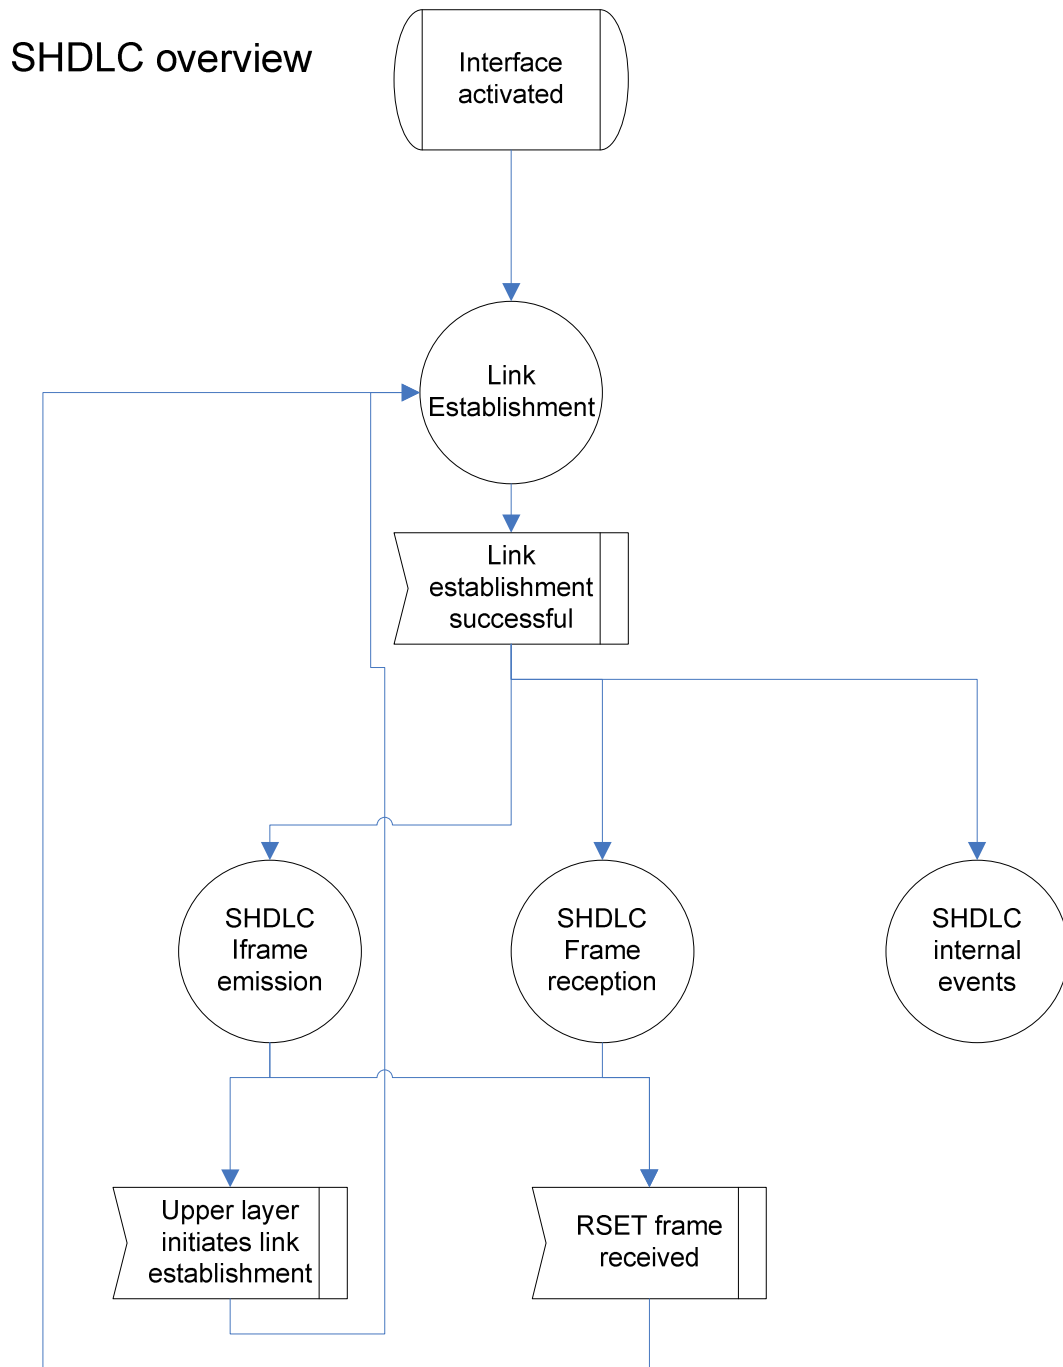 SHDLC overview
Interface
activated
Link
Establishment
Link
establishment
successful
SHDLC
Iframe
emission
SHDLC
Frame
reception
SHDLC
internal
events
Upper layer
initiates link
establishment
RSET frame
received